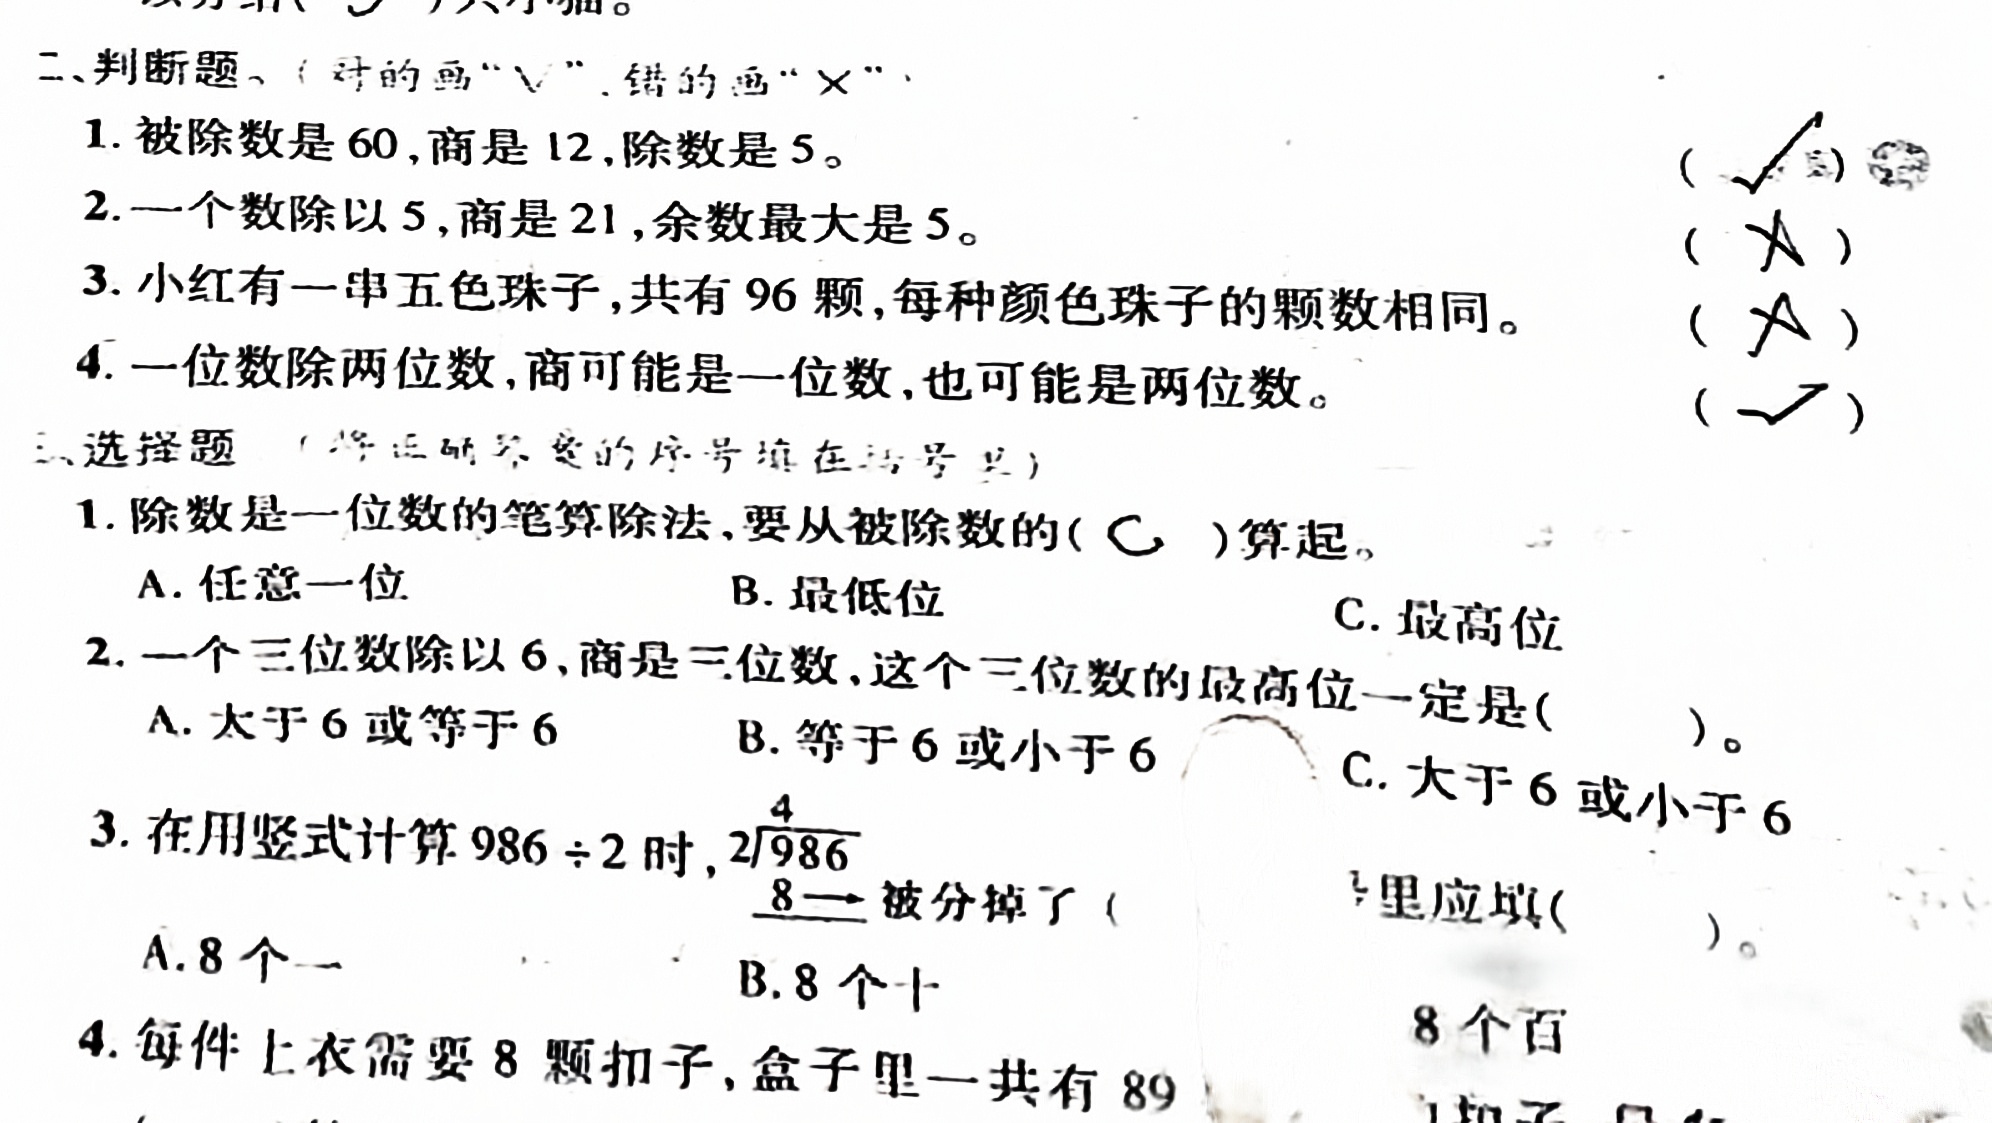 二、判断题。(对的画“√”,错的画“×”)
1. 被除数是60,商是12,除数是5。 ( ✓ )
2. 一个数除以5,商是21,余数最大是5。 ( × )
3. 小红有一串五色珠子,共有96颗,每种颜色珠子的颗数相同。 ( × )
4. 一位数除两位数,商可能是一位数,也可能是两位数。 ( ✓ )
三、选择题 (将正确答案的序号填在括号里)
1. 除数是一位数的笔算除法,要从被除数的( C )算起。
A. 任意一位 B. 最低位 C. 最高位
2. 一个三位数除以6,商是三位数,这个三位数的最高位一定是( )。
A. 大于6或等于6 B. 等于6或小于6 C. 大于6或小于6
4
3. 在用竖式计算986÷2时, 2/986
8→被分掉了( 里应填( )。
A. 8个一 B. 8个十 8个百
4. 每件上衣需要8颗扣子,盒子里一共有89